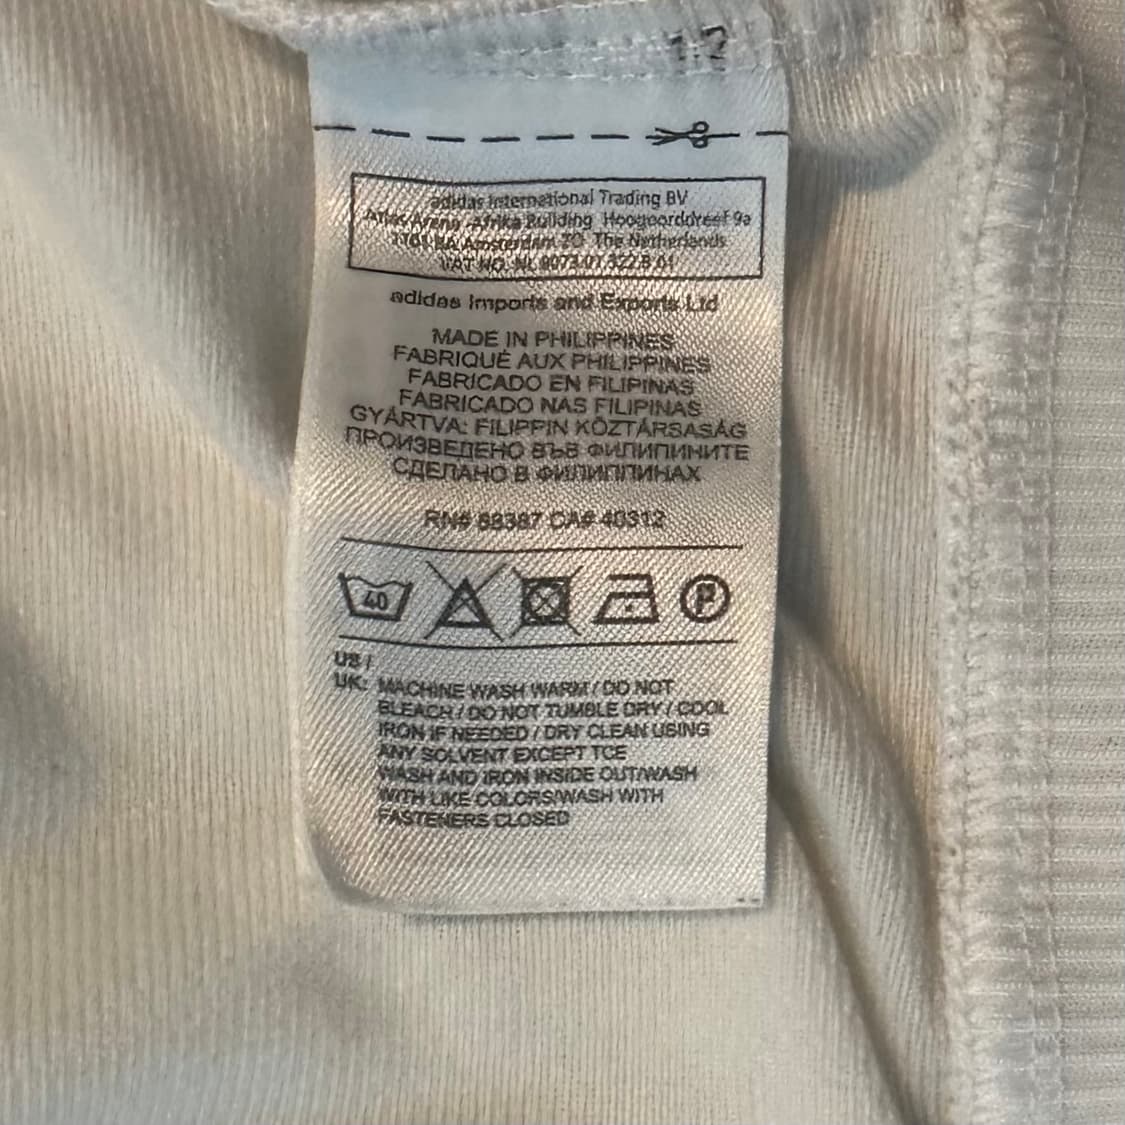 adidas International Trading BV
Atlas Arena -Afrika Building Hoogoorddreef 9a
1101 BA Amsterdam ZO The Netherlands
VAT NO. NL 8073.07.322.B.01
adidas Imports and Exports Ltd
MADE IN PHILIPPINES
FABRIQUÉ AUX PHILIPPINES
FABRICADO EN FILIPINAS
FABRICADO NAS FILIPINAS
GYÁRTVA: FILIPPIN KÖZTÁRSASÁG
ПРОИЗВЕДЕНО ВЪВ ФИЛИПИНИТЕ
СДЕЛАНО В ФИЛИППИНАХ
RN# 88387 CA# 40312
40
P
US /
UK: MACHINE WASH WARM / DO NOT
BLEACH / DO NOT TUMBLE DRY / COOL
IRON IF NEEDED / DRY CLEAN USING
ANY SOLVENT EXCEPT TCE
WASH AND IRON INSIDE OUT/WASH
WITH LIKE COLORS/WASH WITH
FASTENERS CLOSED